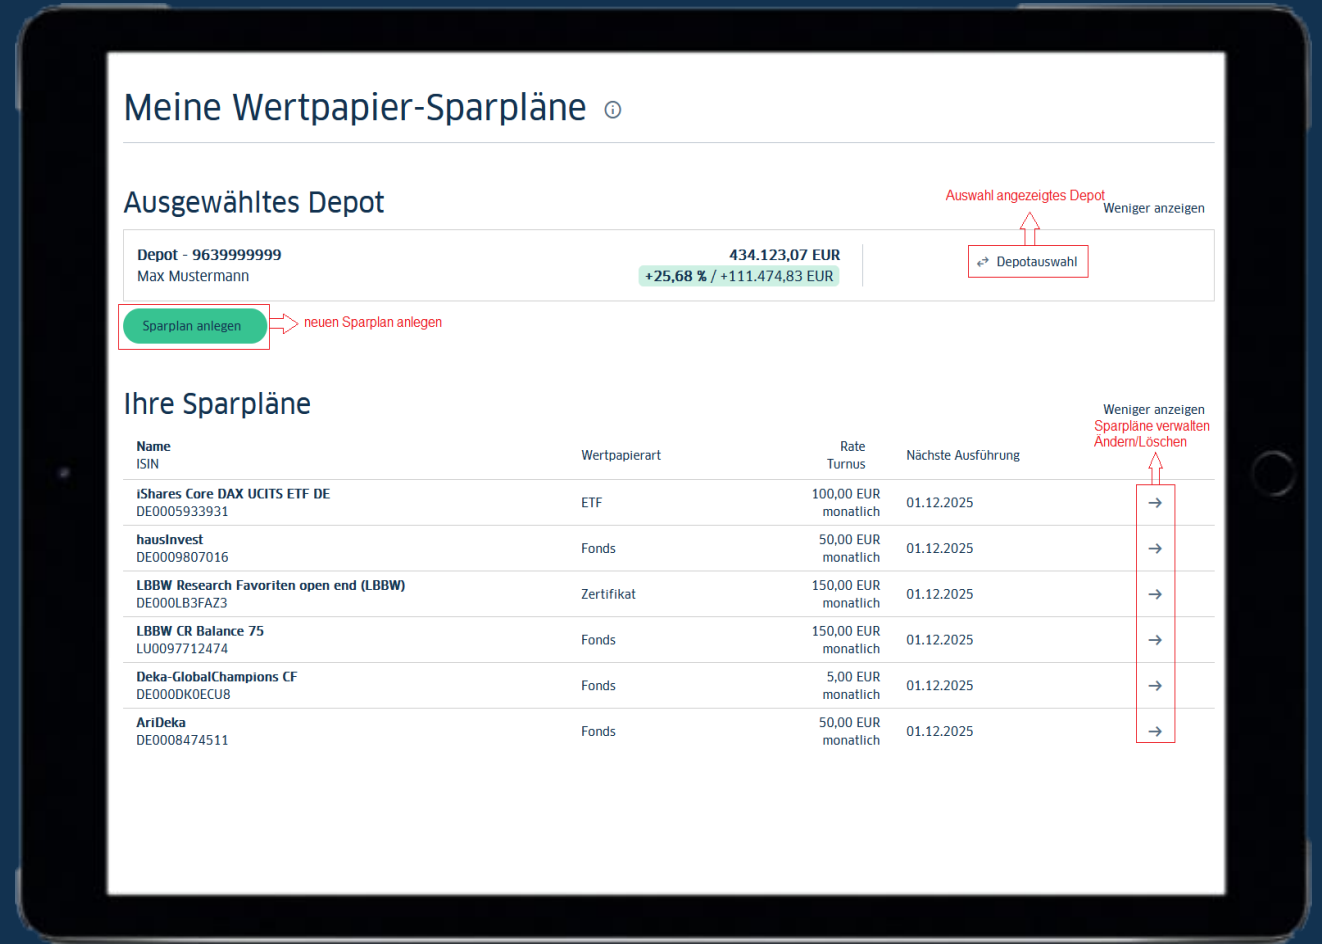 Meine Wertpapier-Sparpläne
Ausgewähltes Depot
Auswahl angezeigtes Depot
Weniger anzeigen
Depot - 9639999999
434.123,07 EUR
Max Mustermann
+25,68 % / +111.474,83 EUR
Depotauswahl
Sparplan anlegen
neuen Sparplan anlegen
Ihre Sparpläne
Weniger anzeigen
Sparpläne verwalten
Ändern/Löschen
Name
ISIN
Wertpapierart
Rate
Turnus
Nächste Ausführung
iShares Core DAX UCITS ETF DE
DE0005933931
ETF
100,00 EUR
monatlich
01.12.2025
hausInvest
DE0009807016
Fonds
50,00 EUR
monatlich
01.12.2025
LBBW Research Favoriten open end (LBBW)
DE000LB3FAZ3
Zertifikat
150,00 EUR
monatlich
01.12.2025
LBBW CR Balance 75
LU0097712474
Fonds
150,00 EUR
monatlich
01.12.2025
Deka-GlobalChampions CF
DE000DK0ECU8
Fonds
5,00 EUR
monatlich
01.12.2025
AriDeka
DE0008474511
Fonds
50,00 EUR
monatlich
01.12.2025